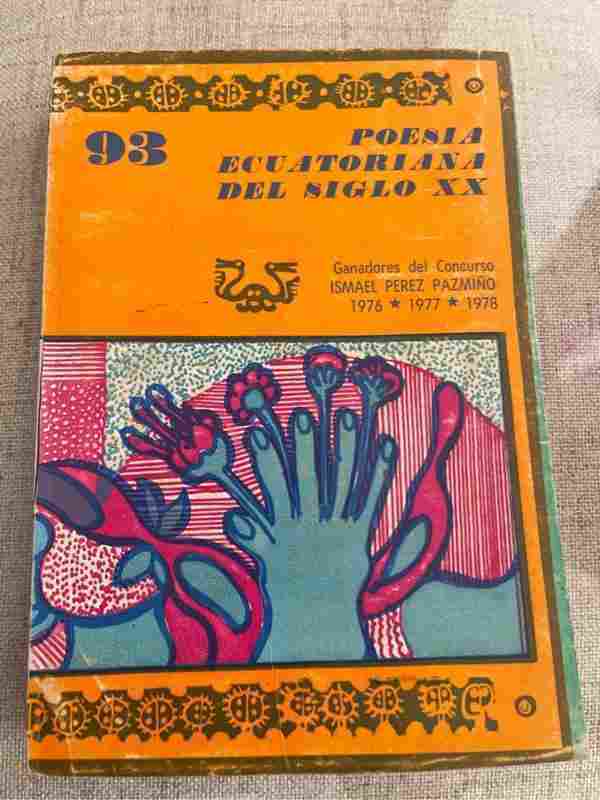 93
POESIA
ECUATORIANA
DEL SIGLO XX
Ganadores del Concurso
ISMAEL PEREZ PAZMIÑO
1976 ★ 1977 ★ 1978